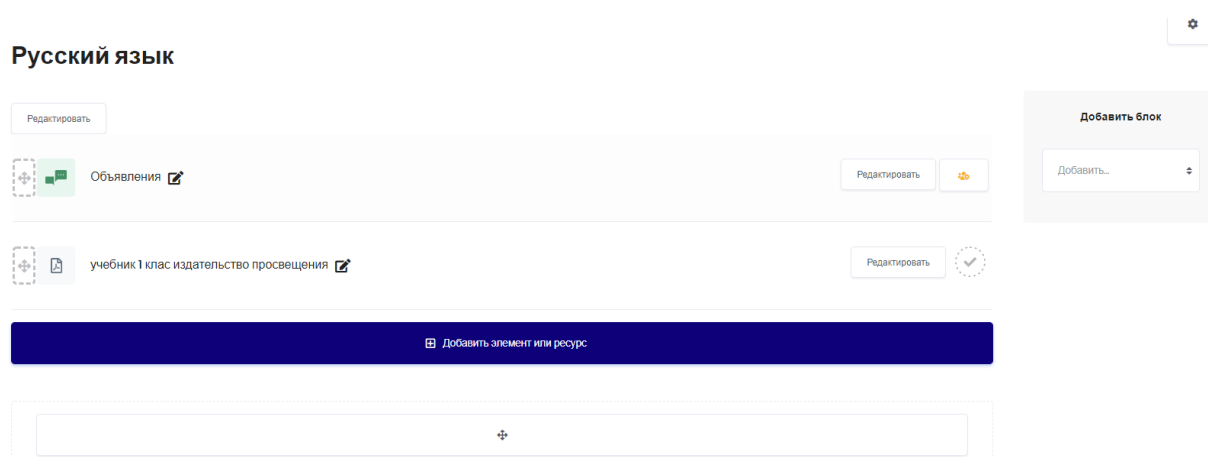 Русский язык
Редактировать
Добавить блок
Объявления
Редактировать
Добавить...
учебник 1 клас издательство просвещения
Редактировать
Добавить элемент или ресурс